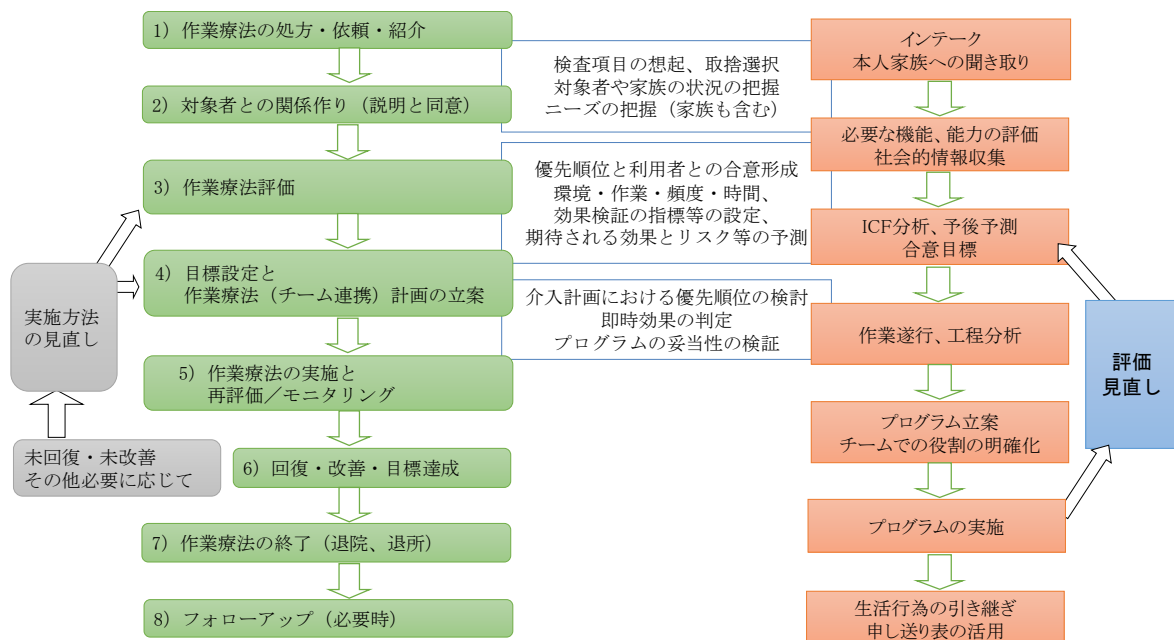 1）作業療法の処方・依頼・紹介
2）対象者との関係作り（説明と同意）
3）作業療法評価
4）目標設定と
作業療法（チーム連携）計画の立案
5）作業療法の実施と
再評価／モニタリング
6）回復・改善・目標達成
7）作業療法の終了（退院、退所）
8）フォローアップ（必要時）
実施方法
の見直し
未回復・未改善
その他必要に応じて
検査項目の想起、取捨選択
対象者や家族の状況の把握
ニーズの把握（家族も含む）
優先順位と利用者との合意形成
環境・作業・頻度・時間、
効果検証の指標等の設定、
期待される効果とリスク等の予測
介入計画における優先順位の検討
即時効果の判定
プログラムの妥当性の検証
インテーク
本人家族への聞き取り
必要な機能、能力の評価
社会的情報収集
ICF分析、予後予測
合意目標
作業遂行、工程分析
プログラム立案
チームでの役割の明確化
プログラムの実施
生活行為の引き継ぎ
申し送り表の活用
評価
見直し